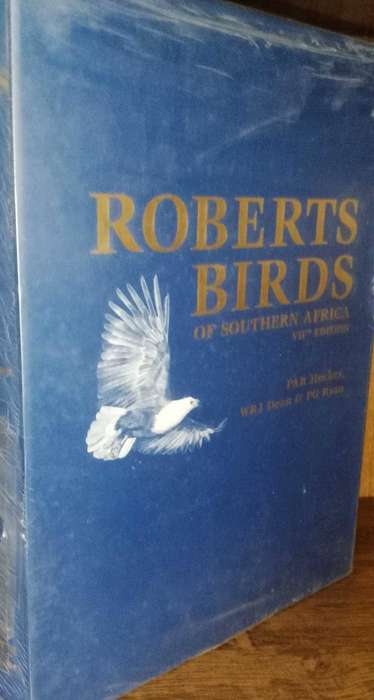 ROBERTS
BIRDS
OF SOUTHERN AFRICA
VIITH EDITION
PAR Hockey,
WRJ Dean & PG Ryan